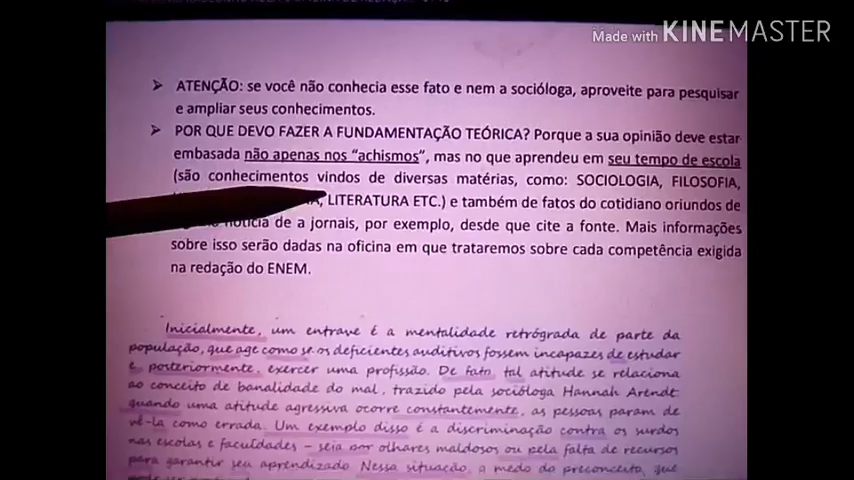 Made with KINEMASTER
➢ ATENÇÃO: se você não conhecia esse fato e nem a socióloga, aproveite para pesquisar
e ampliar seus conhecimentos.
➢ POR QUE DEVO FAZER A FUNDAMENTAÇÃO TEÓRICA? Porque a sua opinião deve estar
embasada não apenas nos “achismos”, mas no que aprendeu em seu tempo de escola
(são conhecimentos vindos de diversas matérias, como: SOCIOLOGIA, FILOSOFIA,
LITERATURA ETC.) e também de fatos do cotidiano oriundos de
notícia de a jornais, por exemplo, desde que cite a fonte. Mais informações
sobre isso serão dadas na oficina em que trataremos sobre cada competência exigida
na redação do ENEM.
Inicialmente, um entrave é a mentalidade retrógrada de parte da
população, que age como se os deficientes auditivos fossem incapazes de estudar
e, posteriormente, exercer uma profissão. De fato, tal atitude se relaciona
ao conceito de banalidade do mal, trazido pela socióloga Hannah Arendt:
quando uma atitude agressiva ocorre constantemente, as pessoas param de
vê-la como errada. Um exemplo disso é a discriminação contra os surdos
nas escolas e faculdades – seja por olhares maldosos ou pela falta de recursos
para garantir seu aprendizado. Nessa situação, o medo do preconceito, que